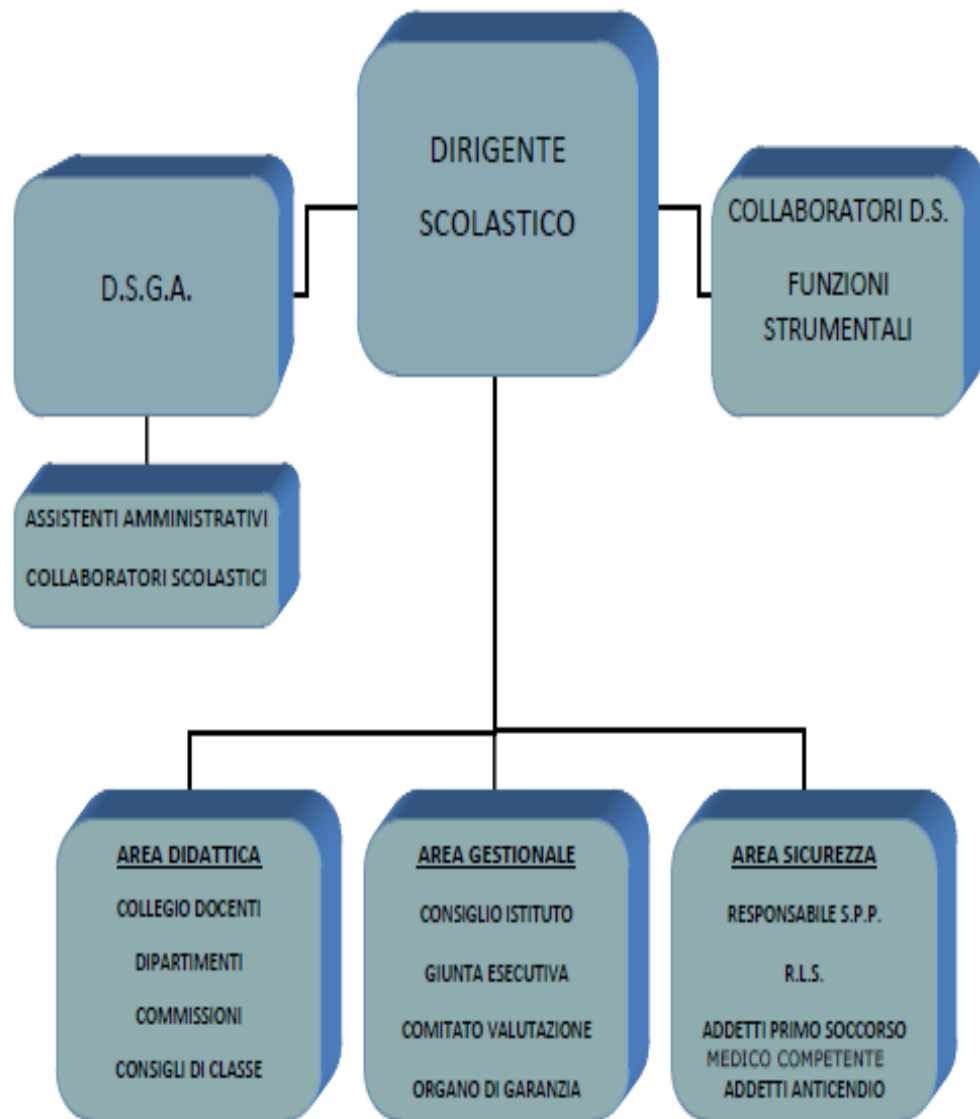 DIRIGENTE
SCOLASTICO
D.S.G.A.
COLLABORATORI D.S.
FUNZIONI
STRUMENTALI
ASSISTENTI AMMINISTRATIVI
COLLABORATORI SCOLASTICI
AREA DIDATTICA
COLLEGIO DOCENTI
DIPARTIMENTI
COMMISSIONI
CONSIGLI DI CLASSE
AREA GESTIONALE
CONSIGLIO ISTITUTO
GIUNTA ESECUTIVA
COMITATO VALUTAZIONE
ORGANO DI GARANZIA
AREA SICUREZZA
RESPONSABILE S.P.P.
R.L.S.
ADDETTI PRIMO SOCCORSO
MEDICO COMPETENTE
ADDETTI ANTICENDIO